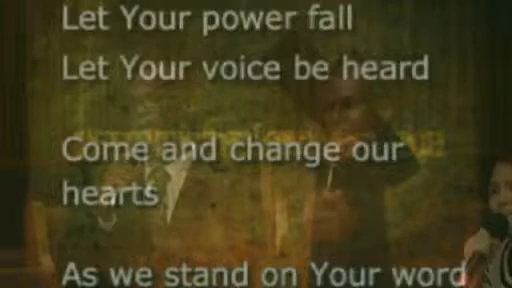 Let Your power fall
Let Your voice be heard
Come and change our
hearts
As we stand on Your word